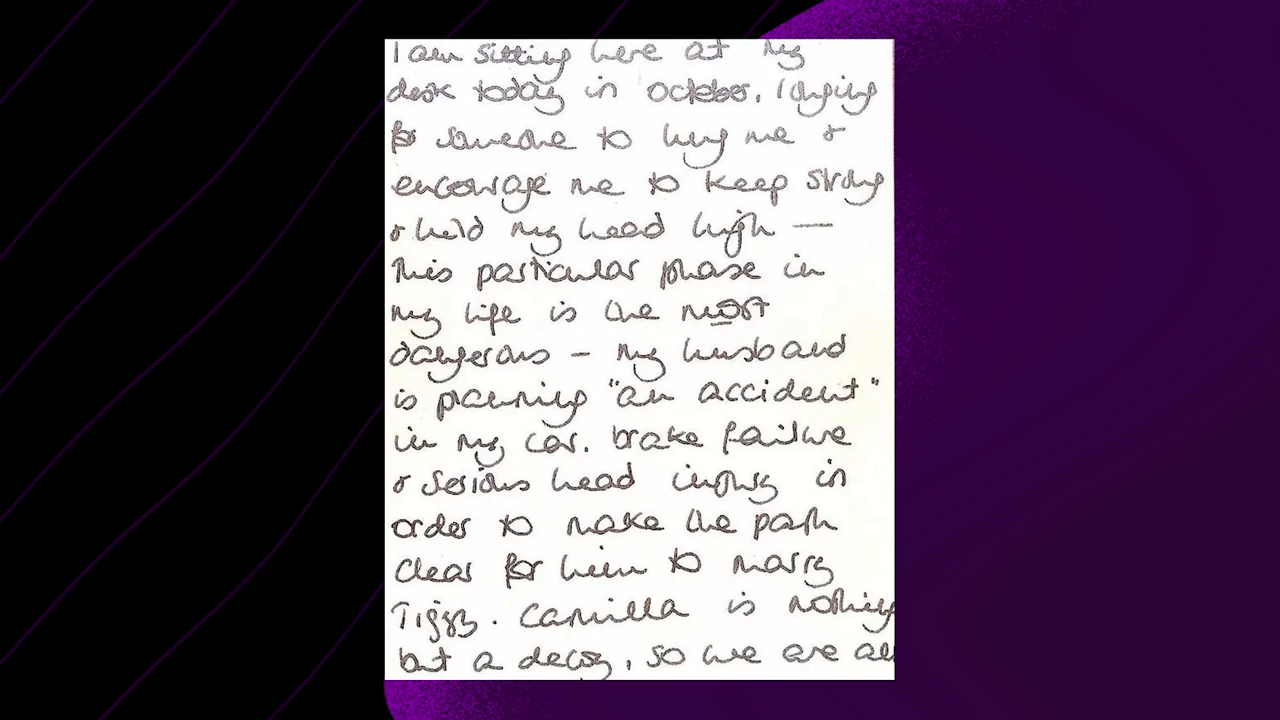 I am sitting here at my
desk today in October, longing
for someone to hug me &
encourage me to keep strong
& hold my head high —
This particular phase in
my life is the most
dangerous – my husband
is planning "an accident"
in my car. brake failure
& serious head injury in
order to make the path
clear for him to marry
Tiggy. Camilla is nothing
but a decoy, so we are